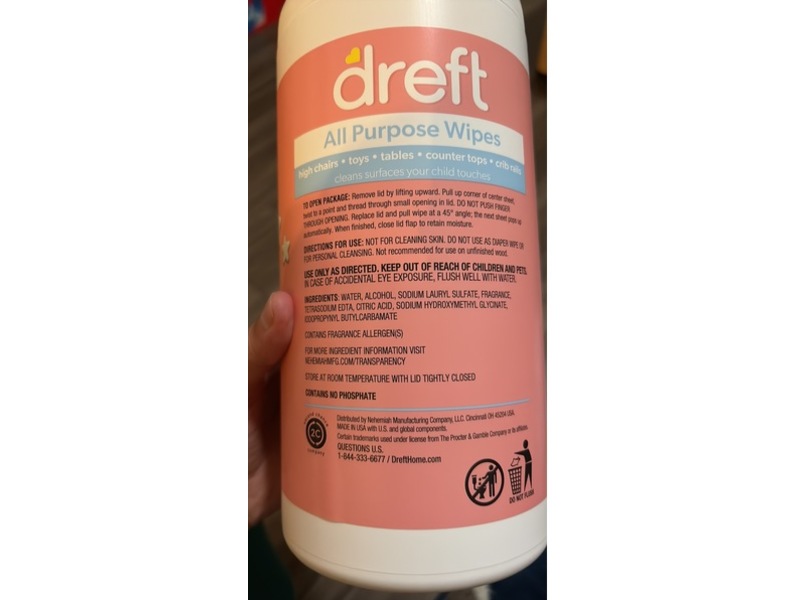 dreft
All Purpose Wipes
high chairs • toys • tables • counter tops • crib rails
cleans surfaces your child touches
TO OPEN PACKAGE: Remove lid by lifting upward. Pull up corner of center sheet,
twist to a point and thread through small opening in lid. DO NOT PUSH FINGER
THROUGH OPENING. Replace lid and pull wipe at a 45° angle; the next sheet pops up
automatically. When finished, close lid flap to retain moisture.
DIRECTIONS FOR USE: NOT FOR CLEANING SKIN. DO NOT USE AS DIAPER WIPE OR
FOR PERSONAL CLEANSING. Not recommended for use on unfinished wood.
USE ONLY AS DIRECTED. KEEP OUT OF REACH OF CHILDREN AND PETS.
IN CASE OF ACCIDENTAL EYE EXPOSURE, FLUSH WELL WITH WATER.
INGREDIENTS: WATER, ALCOHOL, SODIUM LAURYL SULFATE, FRAGRANCE,
TETRASODIUM EDTA, CITRIC ACID, SODIUM HYDROXYMETHYL GLYCINATE,
IODOPROPYNYL BUTYLCARBAMATE
CONTAINS FRAGRANCE ALLERGEN(S)
FOR MORE INGREDIENT INFORMATION VISIT
NEHEMIAHMFG.COM/TRANSPARENCY
STORE AT ROOM TEMPERATURE WITH LID TIGHTLY CLOSED
CONTAINS NO PHOSPHATE
second chance
2C
company
Distributed by Nehemiah Manufacturing Company, LLC. Cincinnati OH 45204 USA.
MADE IN USA with U.S. and global components.
Certain trademarks used under license from The Procter & Gamble Company or its affiliates.
QUESTIONS U.S.
1-844-333-6677 / DreftHome.com
DO NOT FLUSH